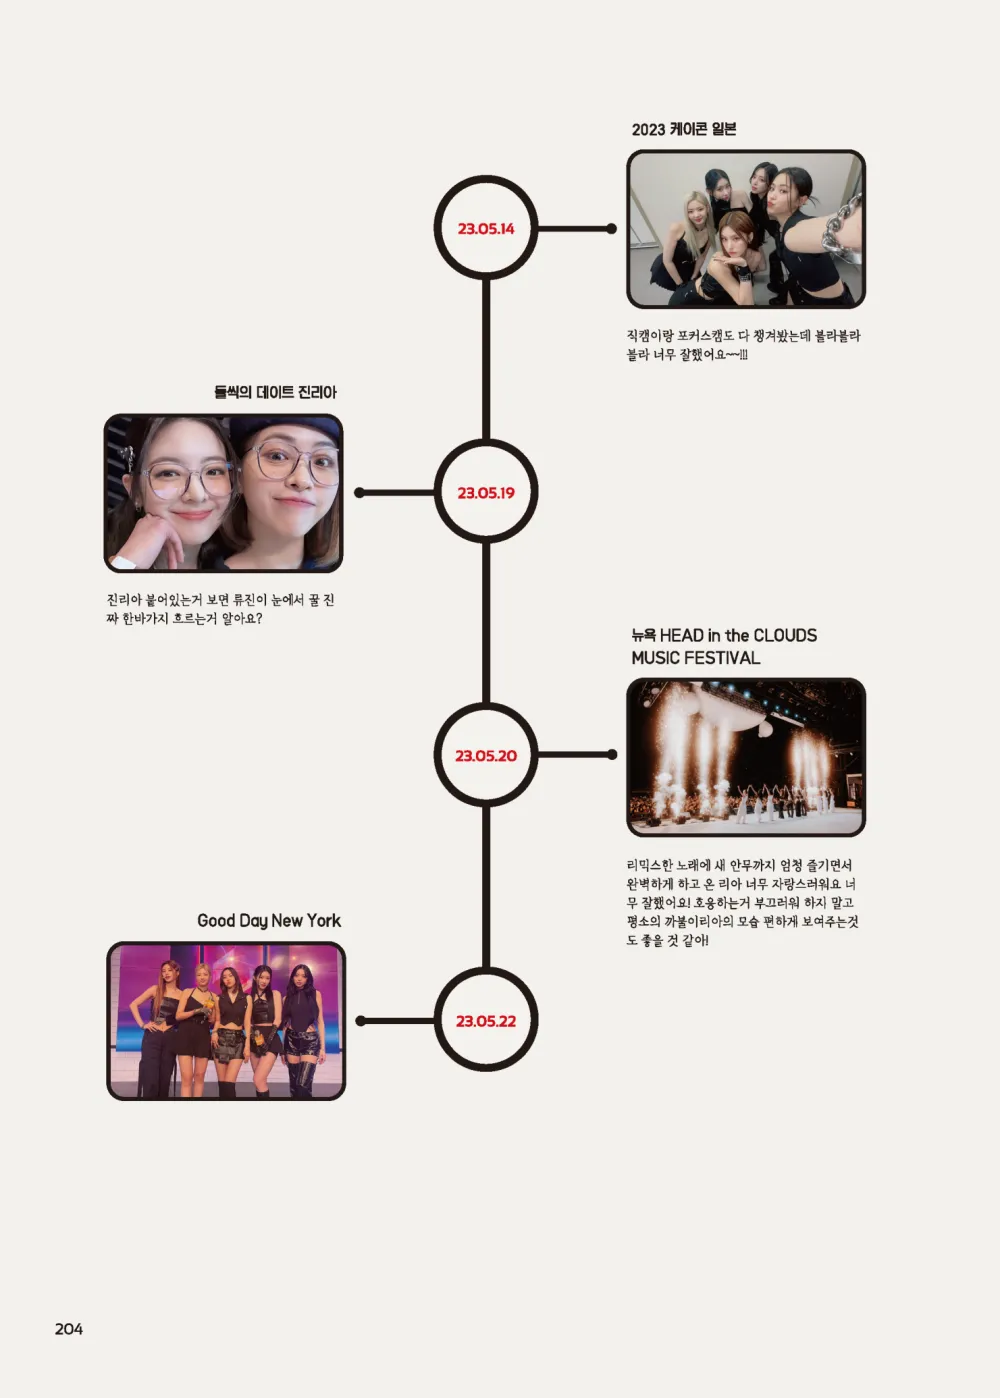 2023 케이콘 일본
23.05.14
직캠이랑 포커스캠도 다 챙겨봤는데 블라블라
블라 너무 잘했어요~~!!!
둘씩의 데이트 진리아
23.05.19
진리아 붙어있는거 보면 류진이 눈에서 꿀 진
짜 한바가지 흐르는거 알아요?
뉴욕 HEAD in the CLOUDS
MUSIC FESTIVAL
23.05.20
리믹스한 노래에 새 안무까지 엄청 즐기면서
완벽하게 하고 온 리아 너무 자랑스러워요 너
무 잘했어요! 호응하는거 부끄러워 하지 말고
평소의 까불이리아의 모습 편하게 보여주는것
도 좋을 것 같아!
Good Day New York
23.05.22
204